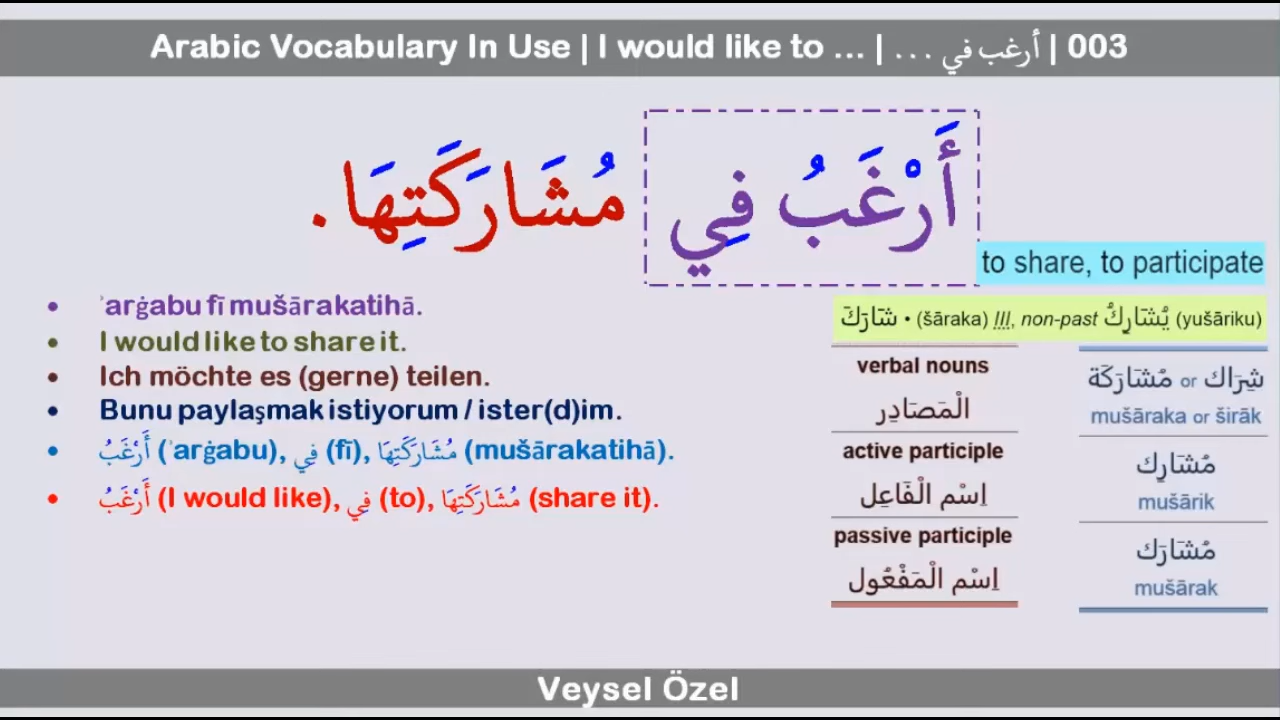 Arabic Vocabulary In Use | I would like to ... | أرغب في ... | 003
أَرْغَبُ فِي مُشَارَكَتِهَا.
to share, to participate
شَارَكَ • (šāraka) III, non-past يُشَارِكُ (yušāriku)
• ʾarġabu fī mušārakatihā.
• I would like to share it.
• Ich möchte es (gerne) teilen.
• Bunu paylaşmak istiyorum / ister(d)im.
• أَرْغَبُ (ʾarġabu), فِي (fī), مُشَارَكَتِهَا (mušārakatihā).
• أَرْغَبُ (I would like), فِي (to), مُشَارَكَتِهَا (share it).
verbal nouns
الْمَصَادِر
مُشَارَكَة or شِرَاك
mušāraka or širāk
active participle
اِسْم الْفَاعِل
مُشَارِك
mušārik
passive participle
اِسْم الْمَفْعُول
مُشَارَك
mušārak
Veysel Özel